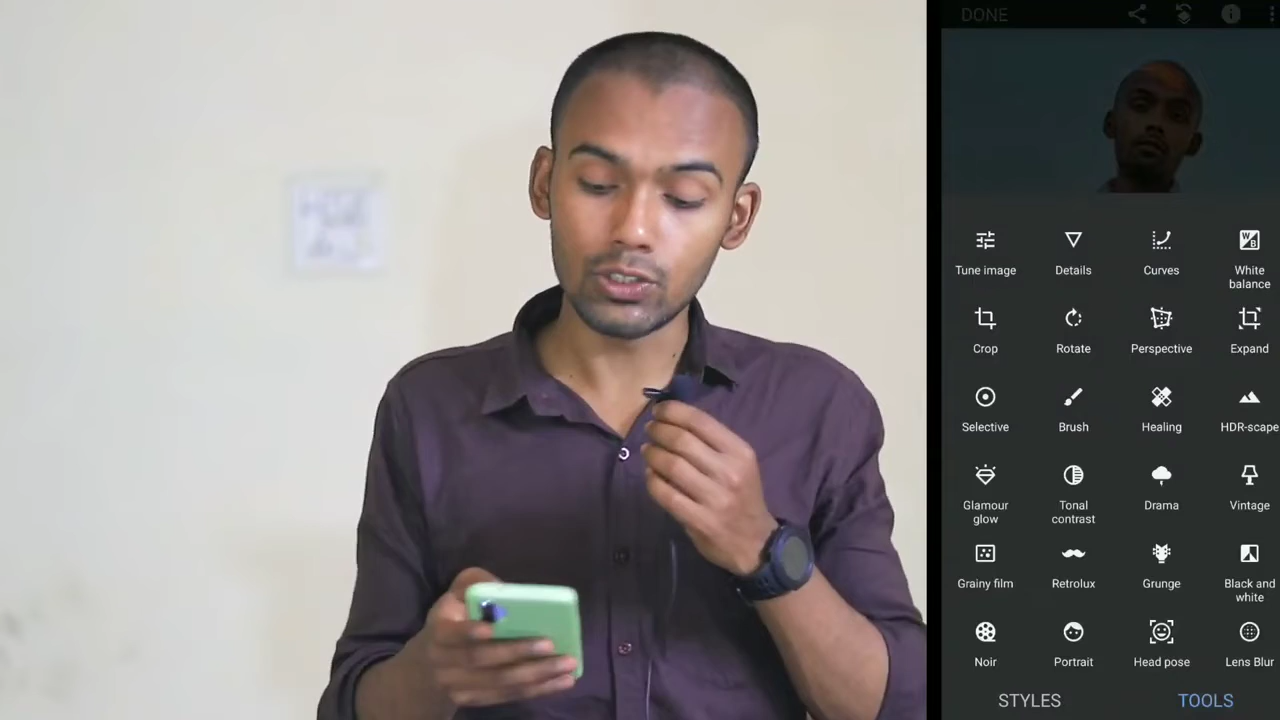 DONE
Tune image
Details
Curves
White balance
Crop
Rotate
Perspective
Expand
Selective
Brush
Healing
HDR-scape
Glamour glow
Tonal contrast
Drama
Vintage
Grainy film
Retrolux
Grunge
Black and white
Noir
Portrait
Head pose
Lens Blur
STYLES
TOOLS